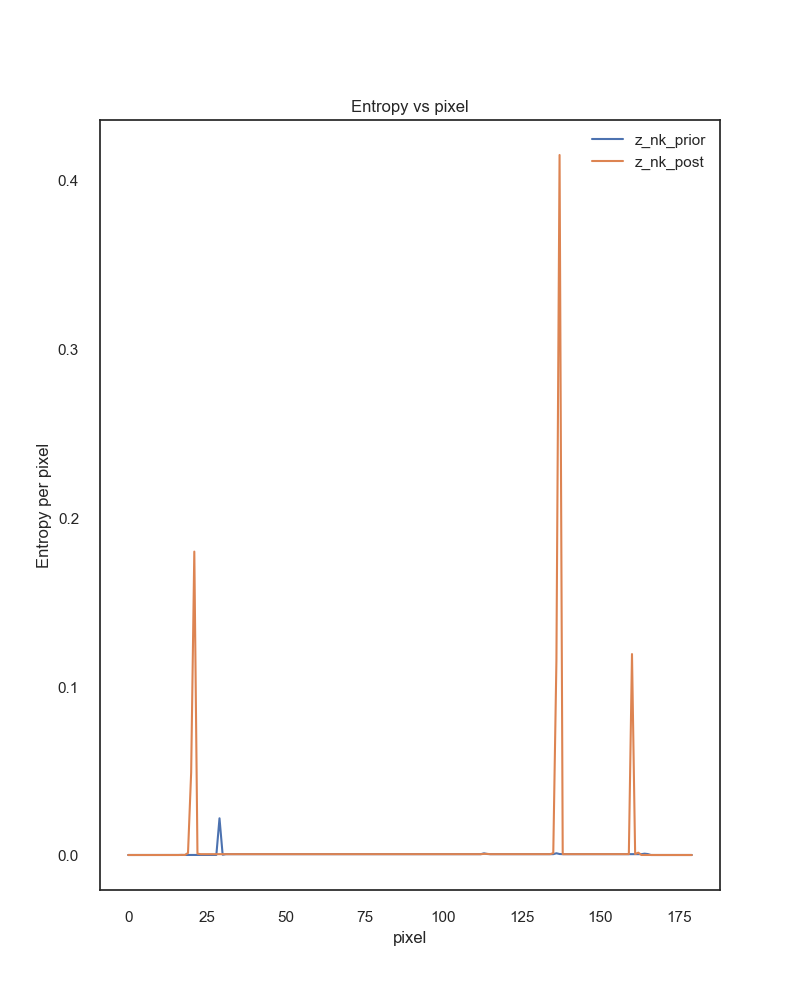 Entropy vs pixel
z_nk_prior
z_nk_post
Entropy per pixel
0.4
0.3
0.2
0.1
0.0
0 25 50 75 100 125 150 175
pixel